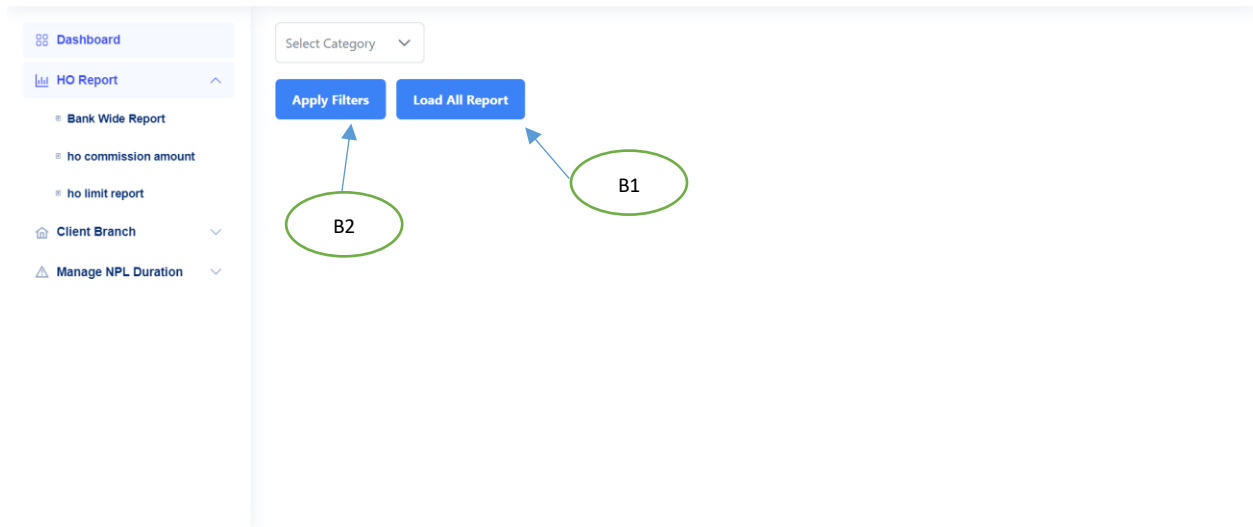 Dashboard
HO Report
Bank Wide Report
ho commission amount
ho limit report
Client Branch
Manage NPL Duration
Select Category
Apply Filters
Load All Report
B1
B2